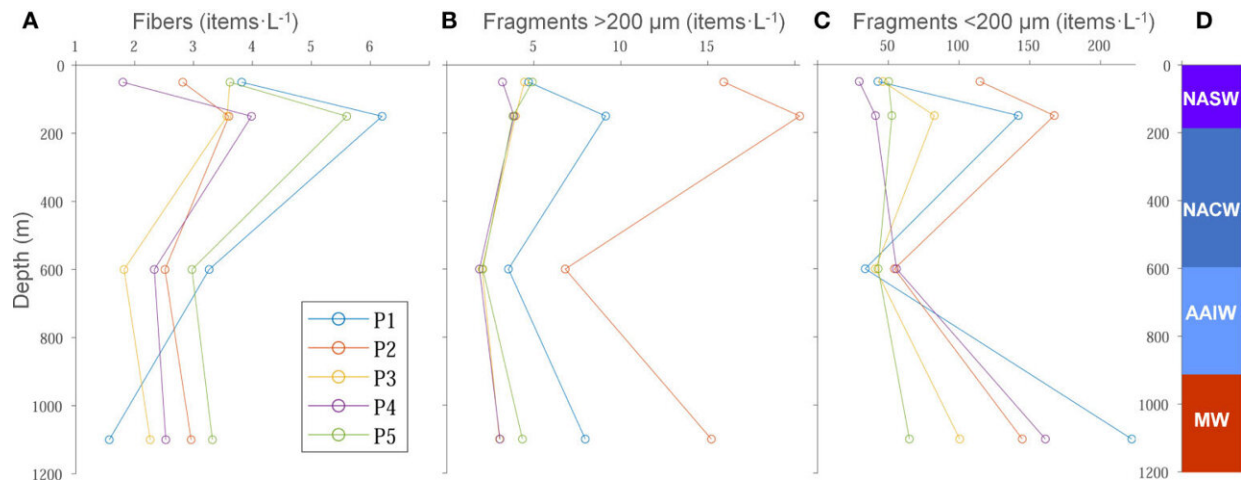 A Fibers (items·L-1) B Fragments >200 µm (items·L-1) C Fragments <200 µm (items·L-1) D
1 2 3 4 5 6 5 10 15 50 100 150 200
0 0
200 200
400 400
600 600
800 800
1000 1000
1200 1200
Depth (m)
P1
P2
P3
P4
P5
NASW
NACW
AAIW
MW